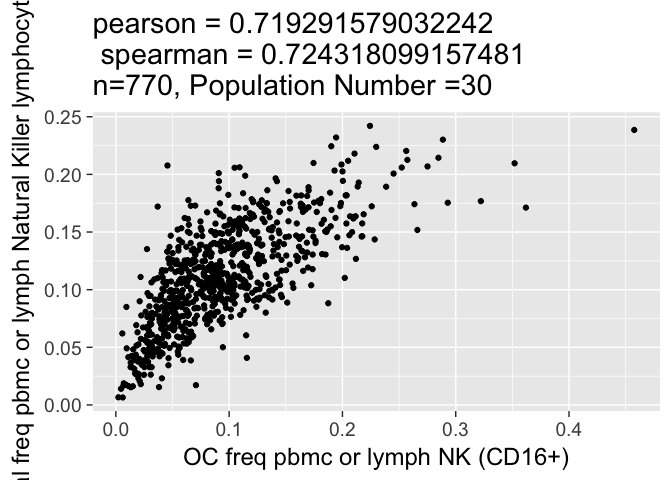 pearson = 0.719291579032242
spearman = 0.724318099157481
n=770, Population Number =30
freq pbmc or lymph Natural Killer lymphocyt
0.25
0.20
0.15
0.10
0.05
0.00
0.0 0.1 0.2 0.3 0.4
OC freq pbmc or lymph NK (CD16+)